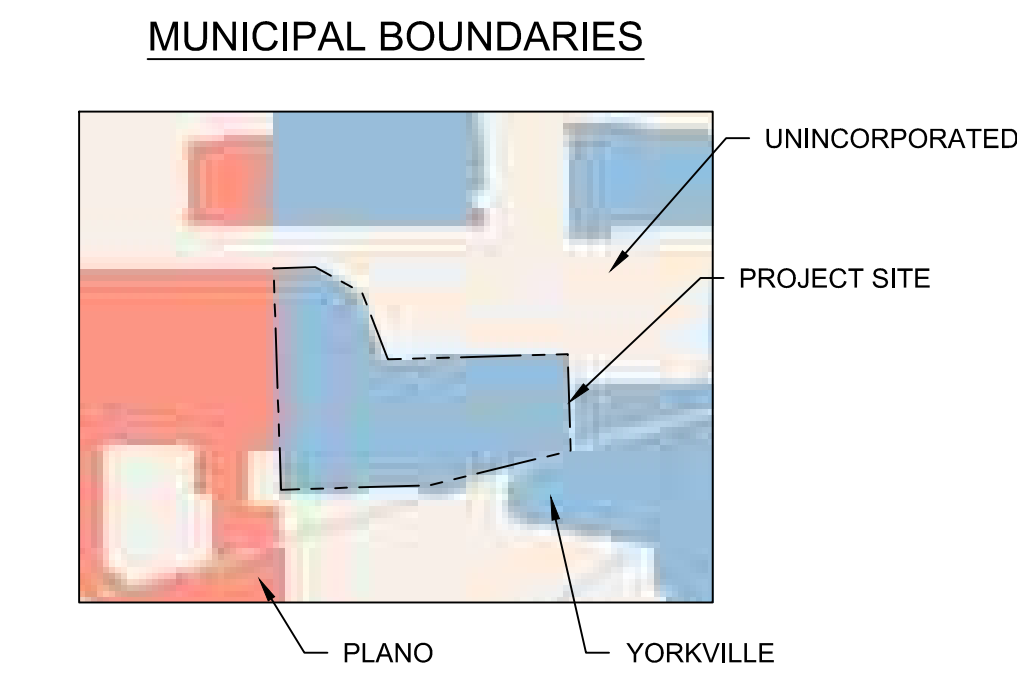 MUNICIPAL BOUNDARIES
UNINCORPORATED
PROJECT SITE
PLANO
YORKVILLE